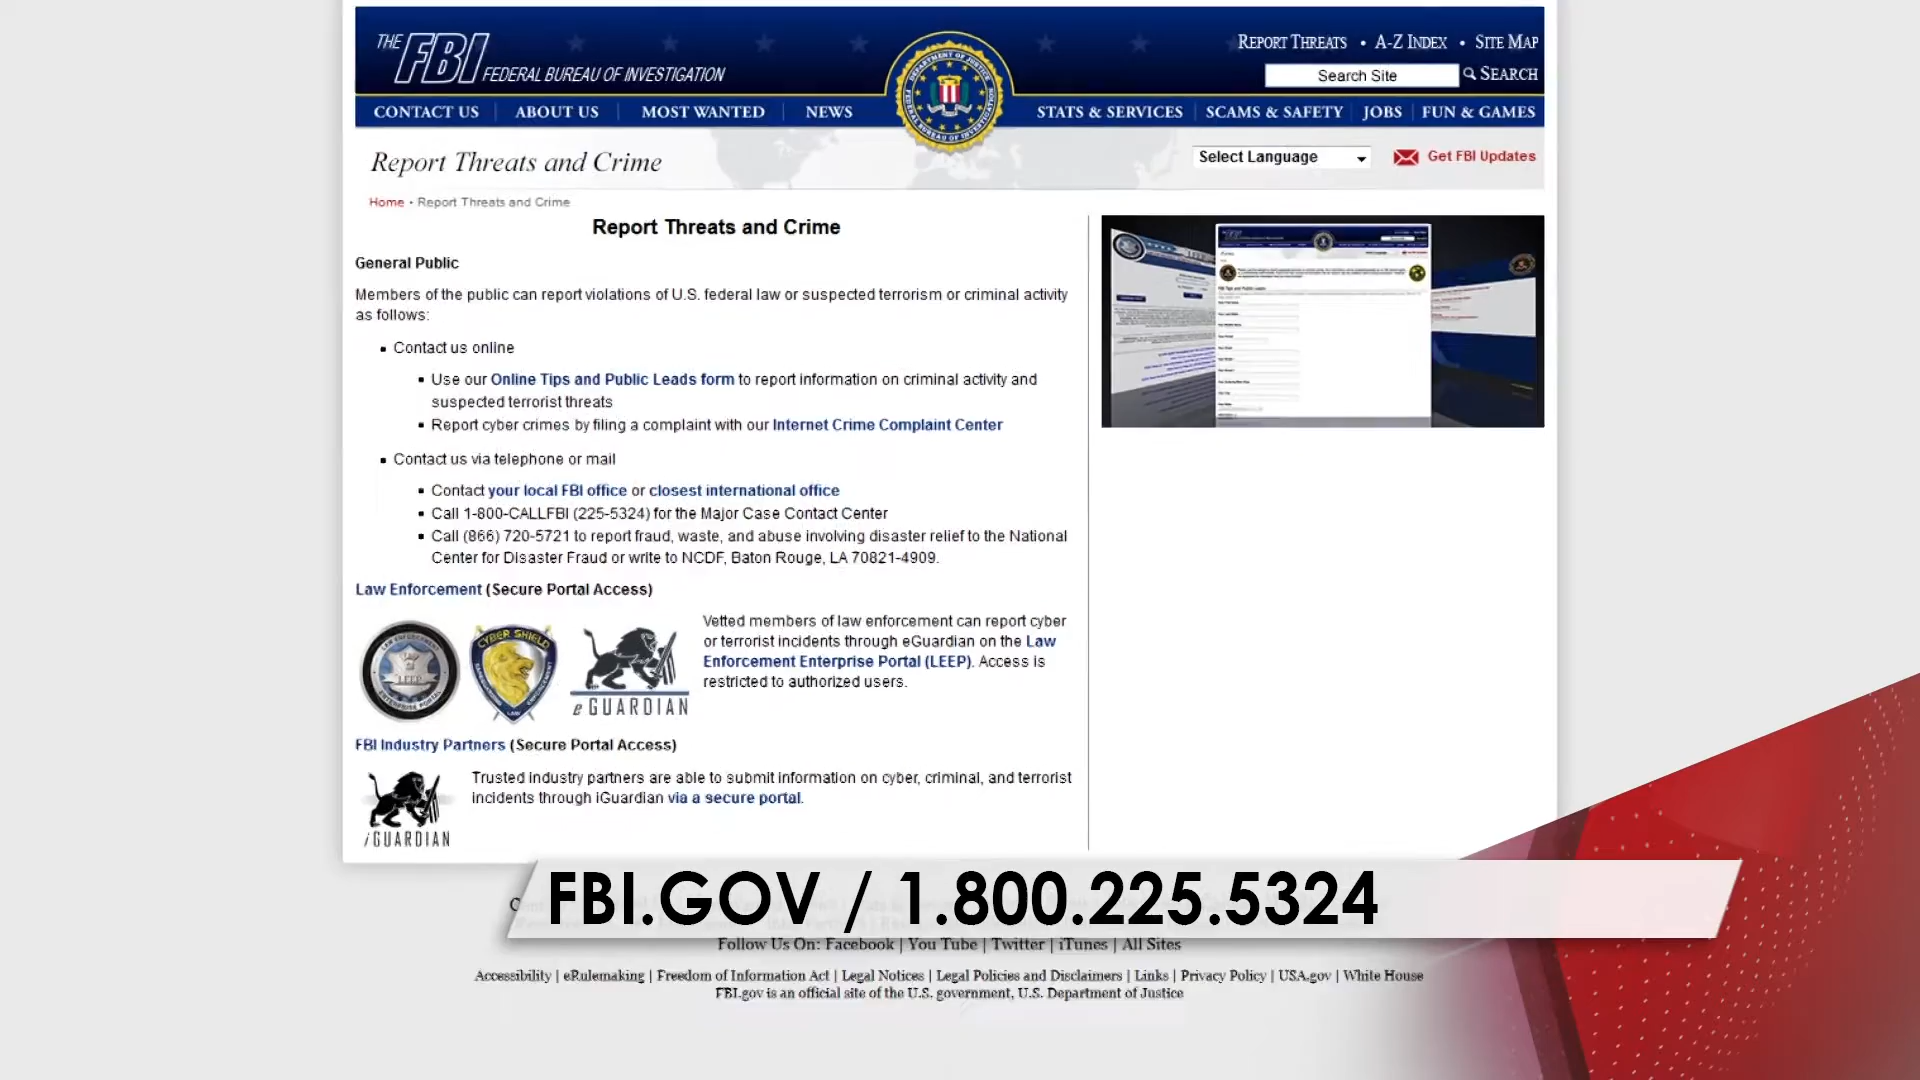 THE FBI FEDERAL BUREAU OF INVESTIGATION
REPORT THREATS • A-Z INDEX • SITE MAP
Search Site SEARCH
CONTACT US ABOUT US MOST WANTED NEWS STATS & SERVICES SCAMS & SAFETY JOBS FUN & GAMES
DEPARTMENT OF JUSTICE
FEDERAL BUREAU OF INVESTIGATION
Report Threats and Crime
Select Language
Get FBI Updates
Home • Report Threats and Crime
Report Threats and Crime
General Public
Members of the public can report violations of U.S. federal law or suspected terrorism or criminal activity
as follows:
Contact us online
Use our Online Tips and Public Leads form to report information on criminal activity and
suspected terrorist threats
Report cyber crimes by filing a complaint with our Internet Crime Complaint Center
Contact us via telephone or mail
Contact your local FBI office or closest international office
Call 1-800-CALLFBI (225-5324) for the Major Case Contact Center
Call (866) 720-5721 to report fraud, waste, and abuse involving disaster relief to the National
Center for Disaster Fraud or write to NCDF, Baton Rouge, LA 70821-4909.
Law Enforcement (Secure Portal Access)
LAW ENFORCEMENT
LEEP
ENTERPRISE PORTAL
CYBER SHIELD
LAW
eGUARDIAN
Vetted members of law enforcement can report cyber
or terrorist incidents through eGuardian on the Law
Enforcement Enterprise Portal (LEEP). Access is
restricted to authorized users.
FBI Industry Partners (Secure Portal Access)
iGUARDIAN
Trusted industry partners are able to submit information on cyber, criminal, and terrorist
incidents through iGuardian via a secure portal.
FBI.GOV / 1.800.225.5324
Follow Us On: Facebook | You Tube | Twitter | iTunes | All Sites
Accessibility | eRulemaking | Freedom of Information Act | Legal Notices | Legal Policies and Disclaimers | Links | Privacy Policy | USA.gov | White House
FBI.gov is an official site of the U.S. government, U.S. Department of Justice